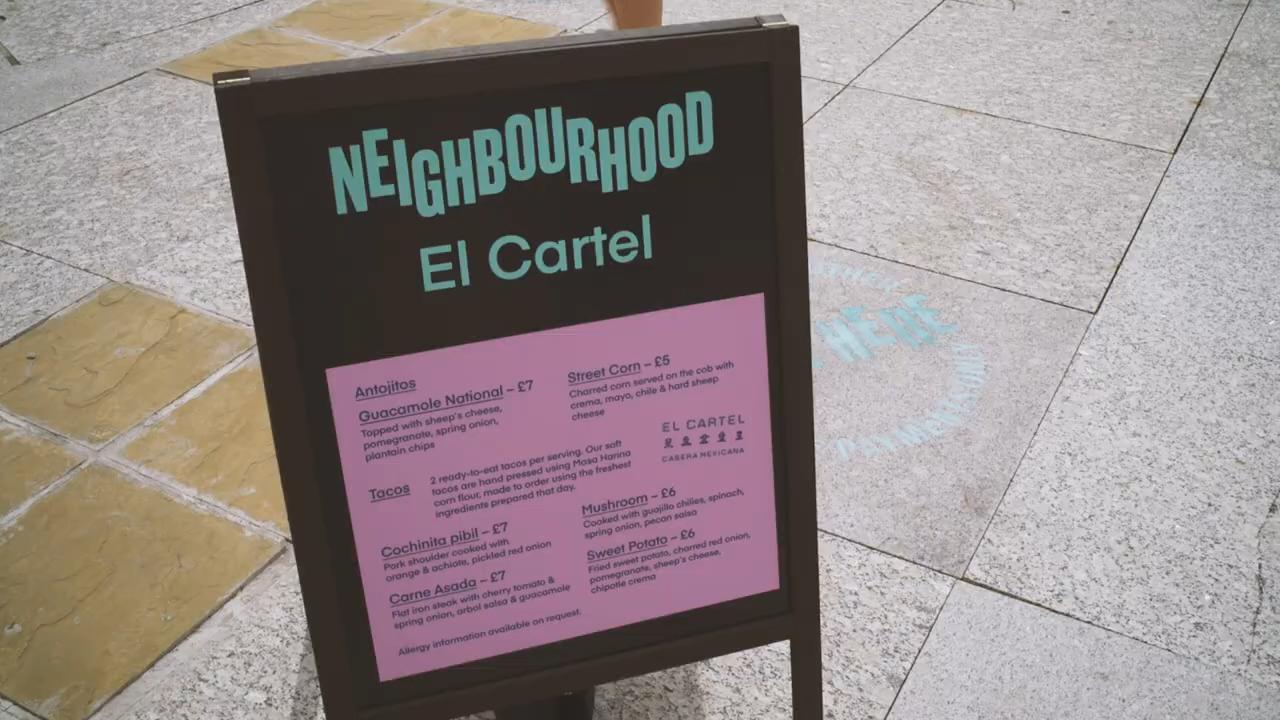 NEIGHBOURHOOD
El Cartel
Antojitos
Guacamole National – £7
Topped with sheep's cheese,
pomegranate, spring onion,
plantain chips
Street Corn – £5
Charred corn served on the cob with
crema, mayo, chile & hard sheep
cheese
EL CARTEL
CASERA MEXICANA
Tacos
2 ready-to-eat tacos per serving. Our soft
tacos are hand pressed using Masa Harina
corn flour, made to order using the freshest
ingredients prepared that day.
Cochinita pibil – £7
Pork shoulder cooked with
orange & achiote, pickled red onion
Carne Asada – £7
Flat iron steak with cherry tomato &
spring onion, arbol salsa & guacamole
Mushroom – £6
Cooked with guajillo chilies, spinach,
spring onion, pecan salsa
Sweet Potato – £6
Fried sweet potato, charred red onion,
pomegranate, sheep's cheese,
chipotle crema
Allergy information available on request.
HERE